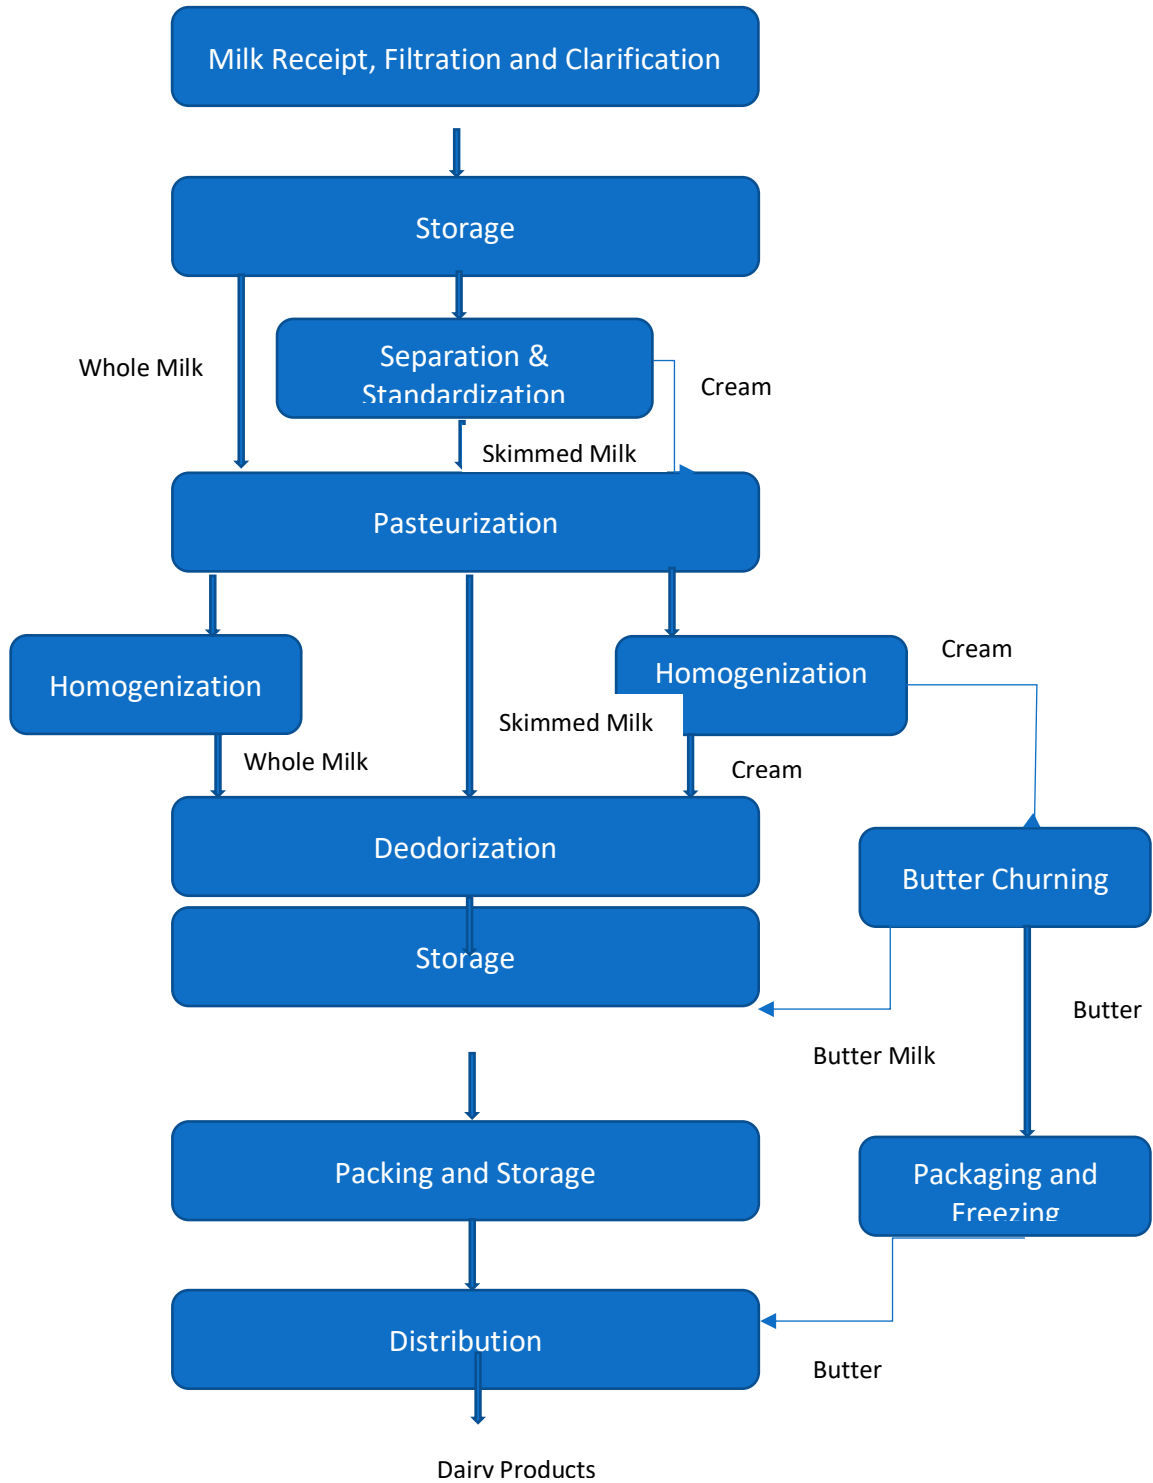 Milk Receipt, Filtration and Clarification
Storage
Whole Milk
Separation &
Standardization
Cream
Skimmed Milk
Pasteurization
Homogenization
Homogenization
Cream
Skimmed Milk
Whole Milk
Cream
Deodorization
Butter Churning
Storage
Butter
Butter Milk
Packing and Storage
Packaging and
Freezing
Distribution
Butter
Dairy Products